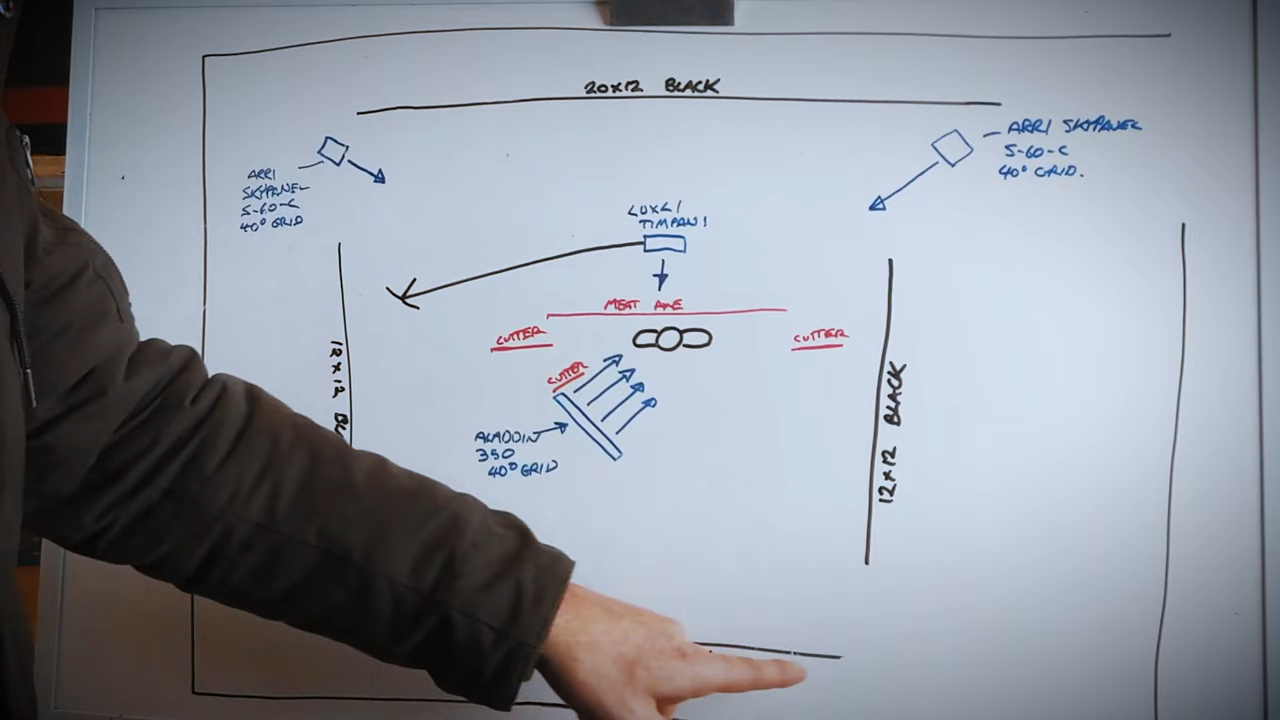 20X12 BLACK
ARRI
SKYPANEL
S-60-C
40° GRID
ARRI SKYPANEL
S-60-C
40° GRID.
LUXLI
TIMPANI
MEAT AXE
CUTTER
CUTTER
CUTTER
ALADDIN
350
40° GRID
12X12
12X12 BLACK